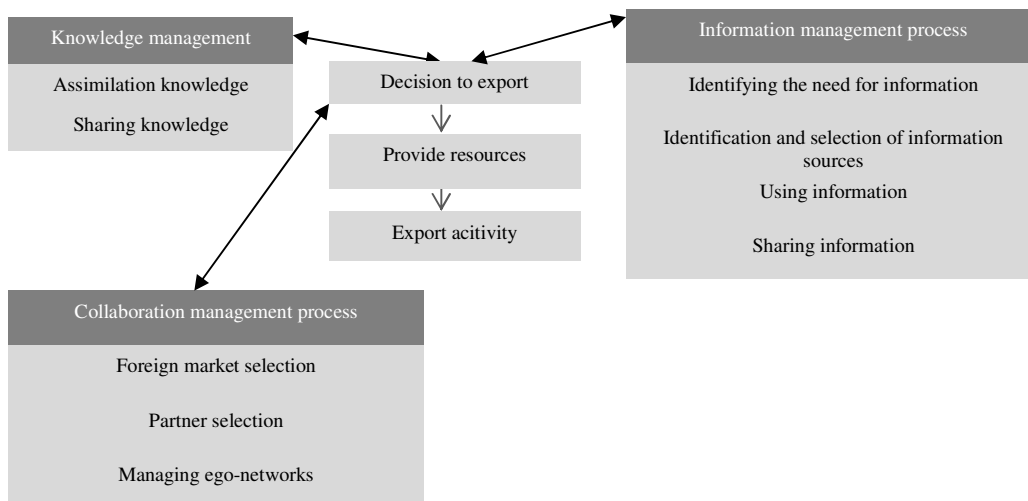 Knowledge management
Assimilation knowledge
Sharing knowledge
Decision to export
Provide resources
Export acitivity
Information management process
Identifying the need for information
Identification and selection of information
sources
Using information
Sharing information
Collaboration management process
Foreign market selection
Partner selection
Managing ego-networks